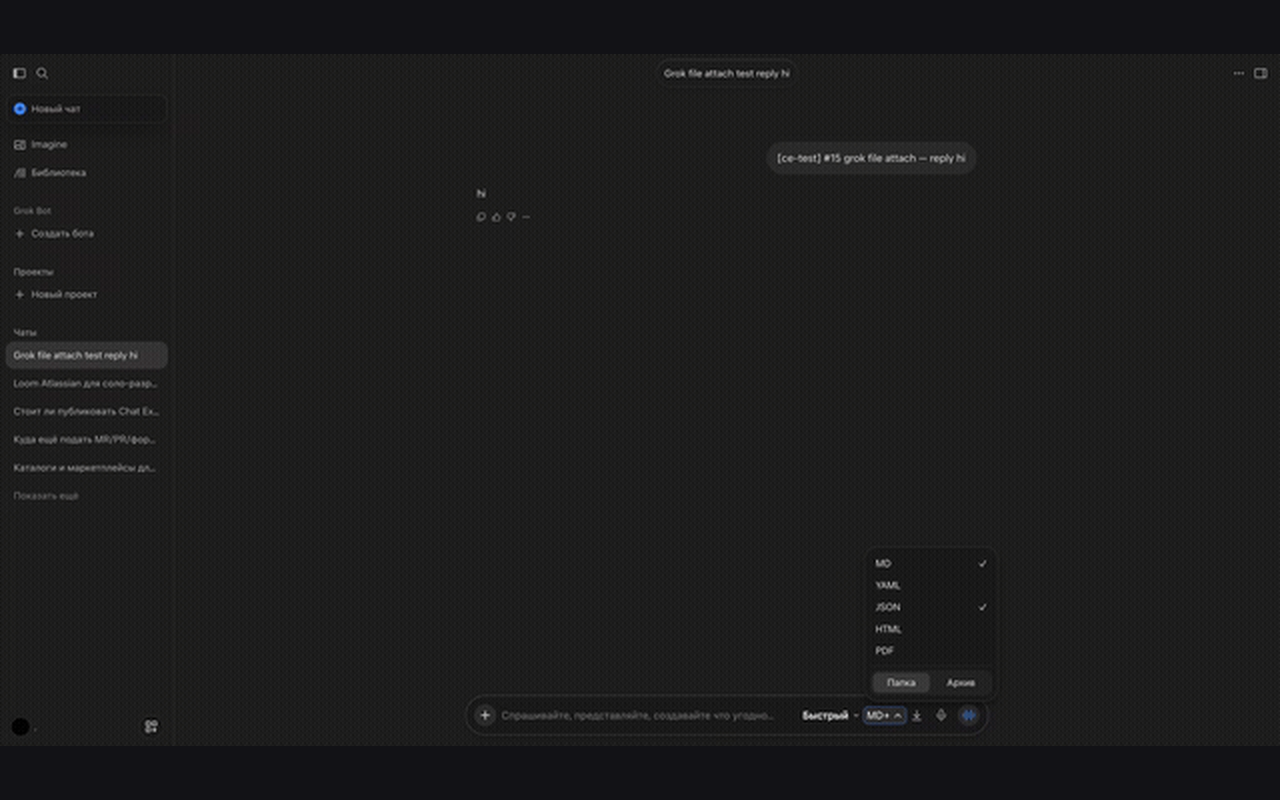 Grok file attach test reply hi
Новый чат
Imagine
Библиотека
Grok Bot
Создать бота
Проекты
Новый проект
Чаты
Grok file attach test reply hi
Loom Atlassian для соло-разр...
Стоит ли публиковать Chat Ex...
Куда ещё подать MR/PR/фор...
Каталоги и маркетплейсы дл...
Показать ещё
[ce-test] #15 grok file attach — reply hi
hi
MD
YAML
JSON
HTML
PDF
Папка Архив
Спрашивайте, представляйте, создавайте что угодно... Быстрый MD+